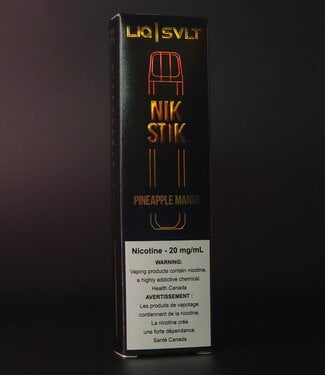 LIQ|SVLT
NIK
STIK
PINEAPPLE MANGO
Nicotine - 20 mg/mL
WARNING:
Vaping products contain nicotine,
a highly addictive chemical.
Health Canada
AVERTISSEMENT :
Les produits de vapotage
contiennent de la nicotine.
La nicotine crée
une forte dépendance.
Santé Canada